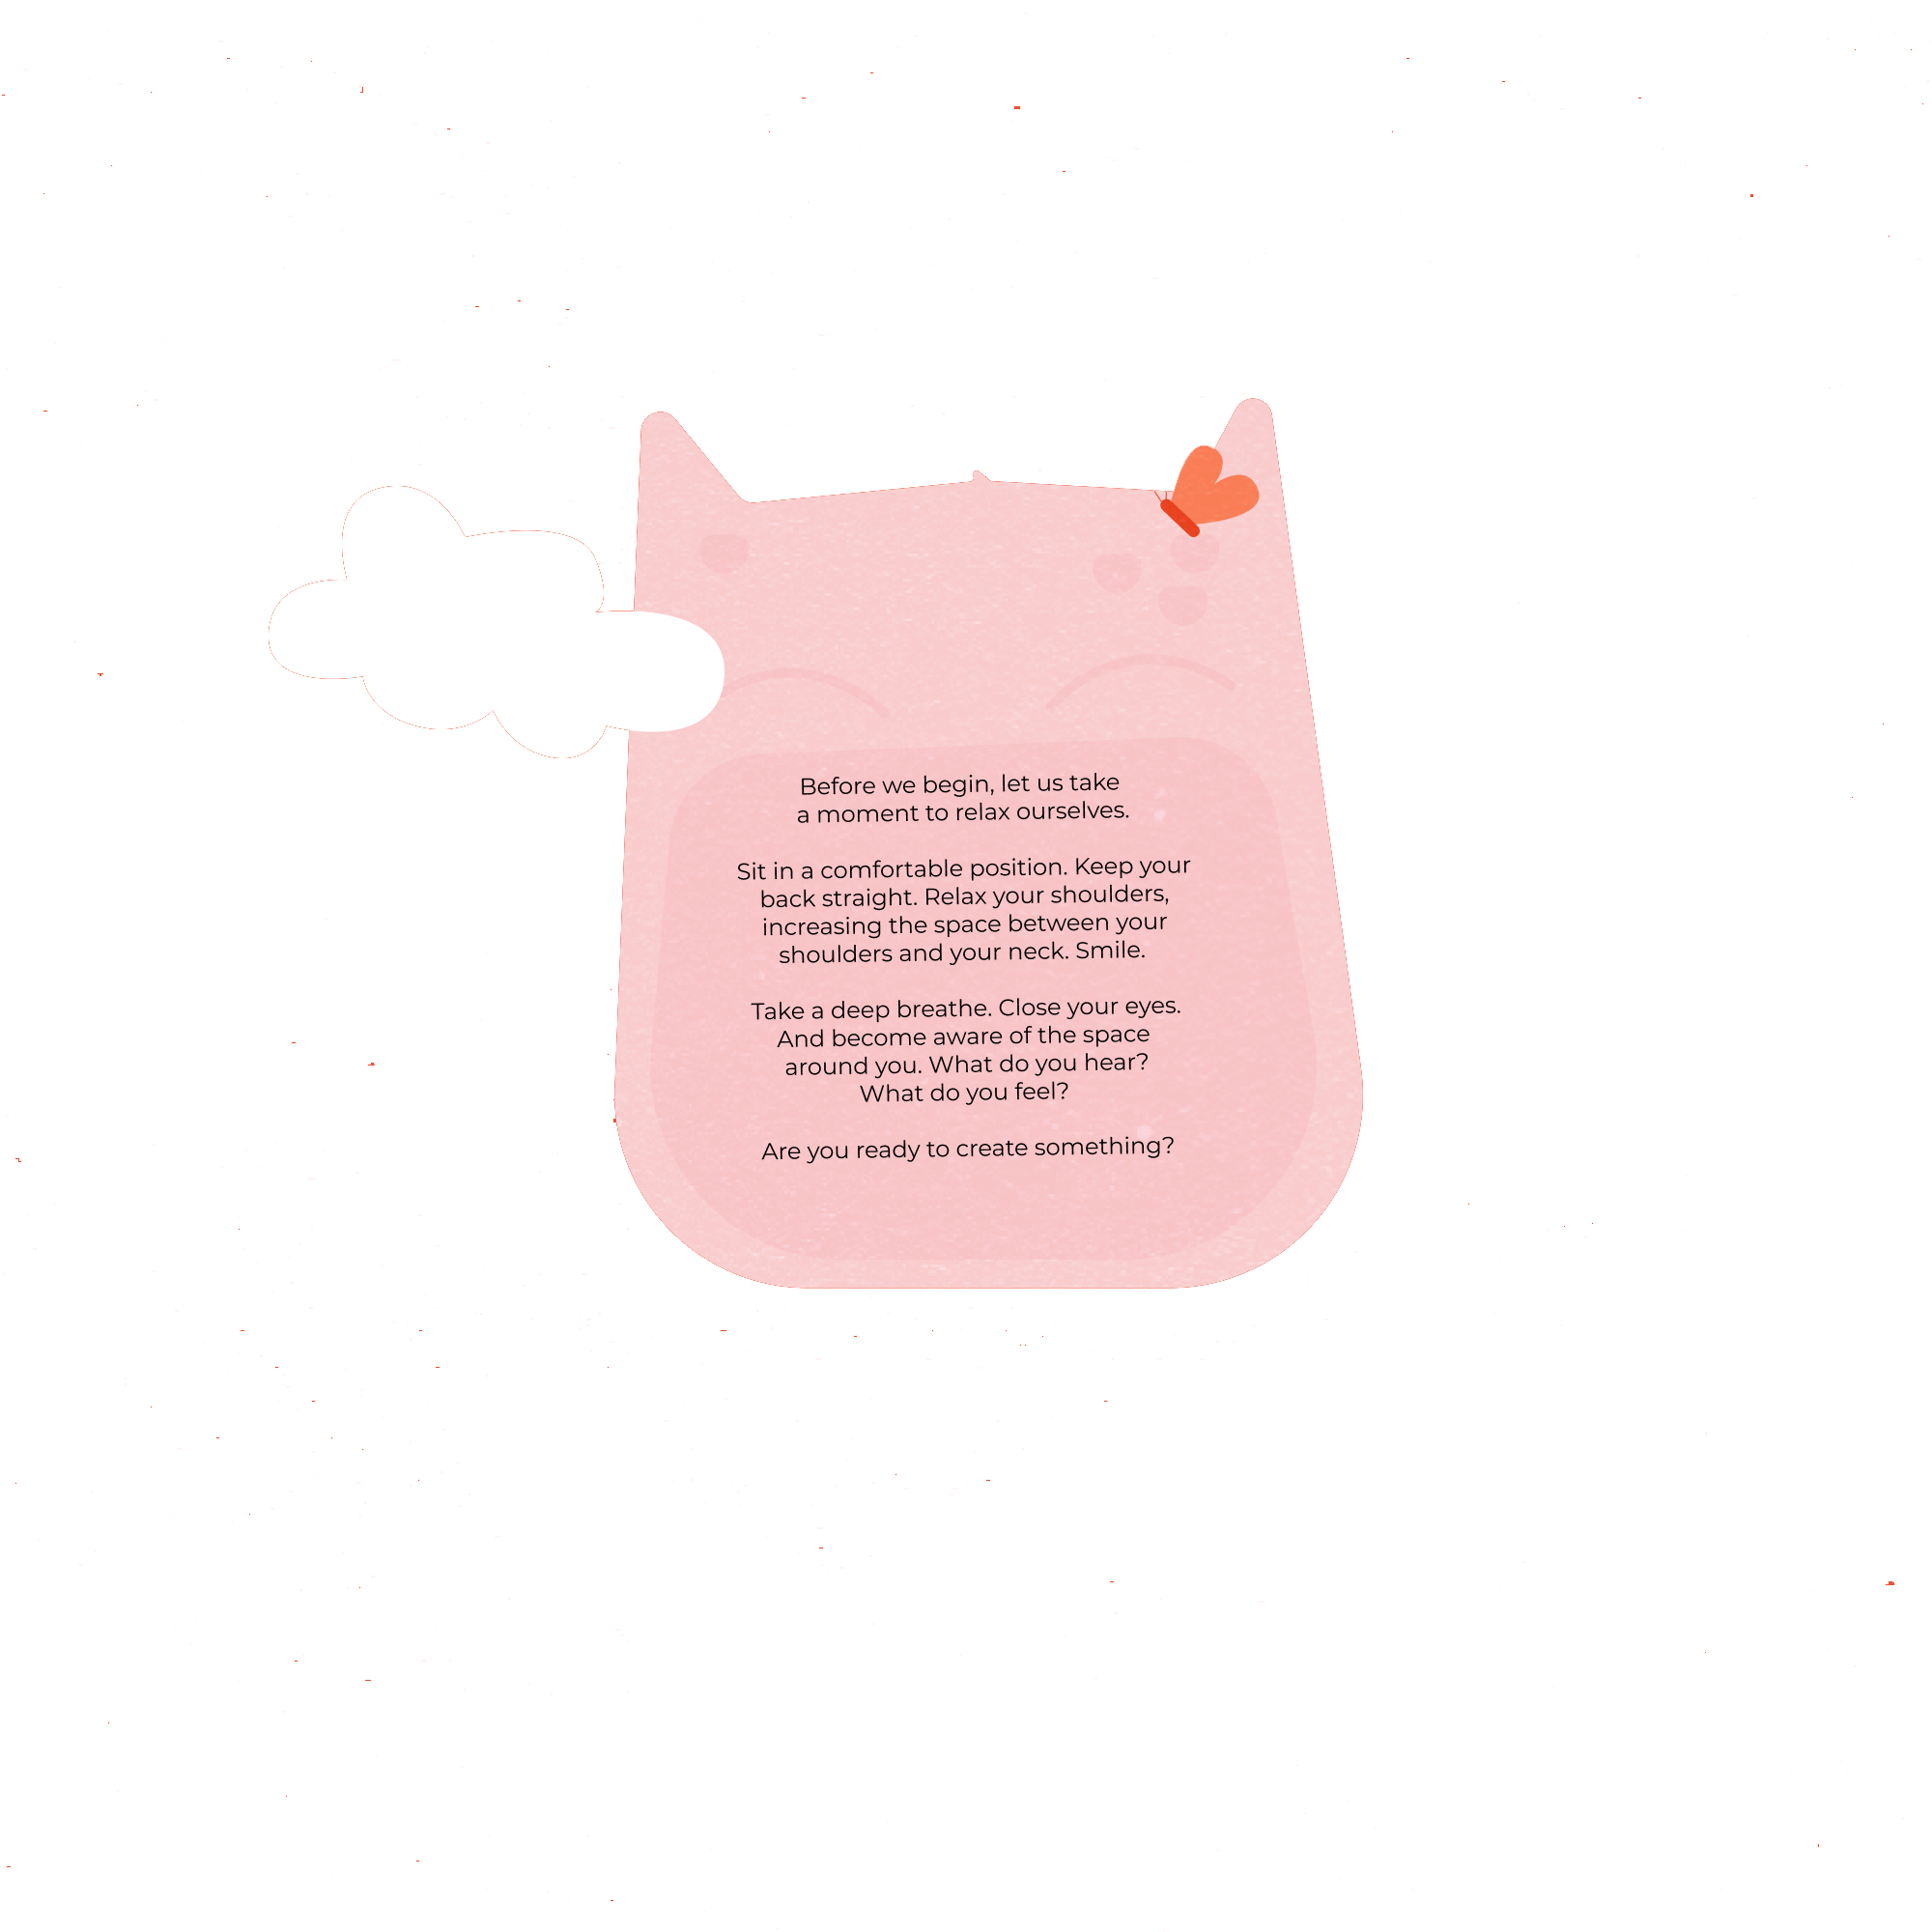 Before we begin, let us take
a moment to relax ourselves.
Sit in a comfortable position. Keep your
back straight. Relax your shoulders,
increasing the space between your
shoulders and your neck. Smile.
Take a deep breathe. Close your eyes.
And become aware of the space
around you. What do you hear?
What do you feel?
Are you ready to create something?